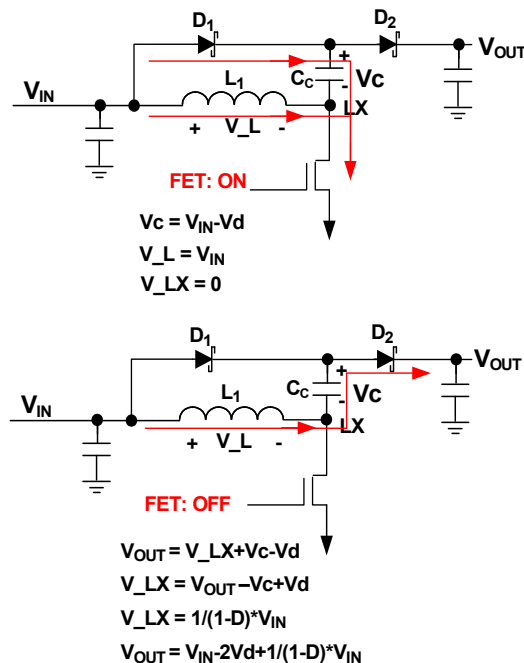 D1 D2
+ VOUT
CC Vc
VIN L1 -
LX
+ V_L -
FET: ON
Vc = VIN-Vd
V_L = VIN
V_LX = 0
D1 D2
+ VOUT
CC Vc
VIN L1 -
LX
+ V_L -
FET: OFF
VOUT = V_LX+Vc-Vd
V_LX = VOUT–Vc+Vd
V_LX = 1/(1-D)*VIN
VOUT = VIN-2Vd+1/(1-D)*VIN